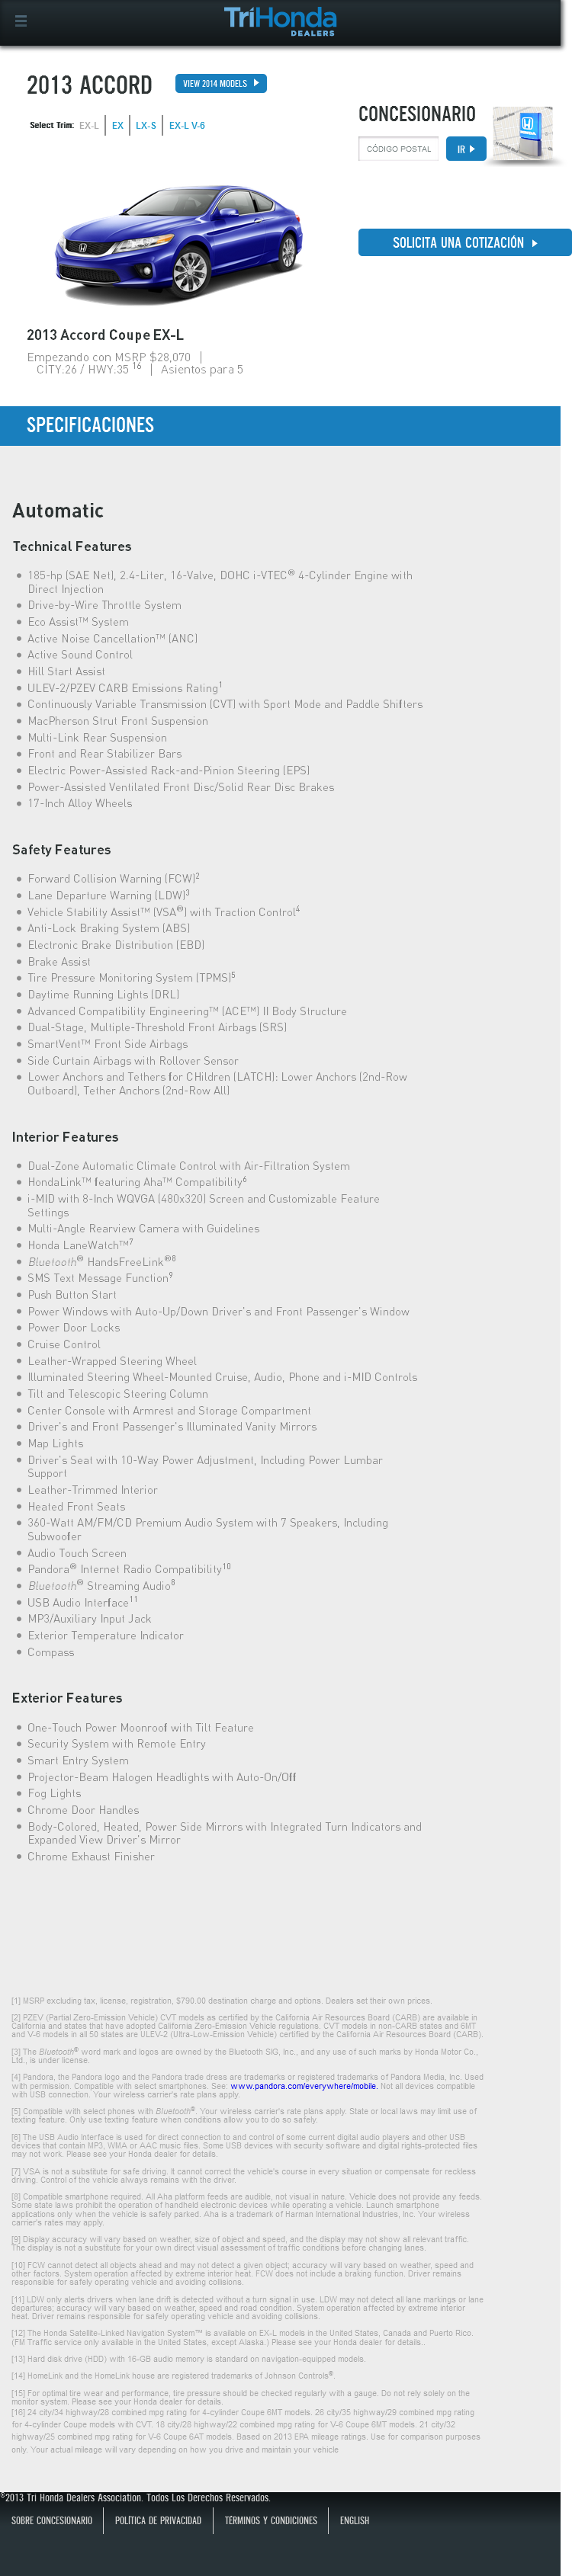 TriHonda
DEALERS
2013 ACCORD
VIEW 2014 MODELS
Select Trim: EX-L EX LX-S EX-L V-6
CONCESIONARIO
CÓDIGO POSTAL
IR
SOLICITA UNA COTIZACIÓN
2013 Accord Coupe EX-L
Empezando con MSRP $28,070 |
CITY.26 / HWY.35 16 | Asientos para 5
SPECIFICACIONES
Automatic
Technical Features
185-hp (SAE Net), 2.4-Liter, 16-Valve, DOHC i-VTEC® 4-Cylinder Engine with
Direct Injection
Drive-by-Wire Throttle System
Eco Assist™ System
Active Noise Cancellation™ (ANC)
Active Sound Control
Hill Start Assist
ULEV-2/PZEV CARB Emissions Rating1
Continuously Variable Transmission (CVT) with Sport Mode and Paddle Shifters
MacPherson Strut Front Suspension
Multi-Link Rear Suspension
Front and Rear Stabilizer Bars
Electric Power-Assisted Rack-and-Pinion Steering (EPS)
Power-Assisted Ventilated Front Disc/Solid Rear Disc Brakes
17-Inch Alloy Wheels
Safety Features
Forward Collision Warning (FCW)2
Lane Departure Warning (LDW)3
Vehicle Stability Assist™ (VSA®) with Traction Control4
Anti-Lock Braking System (ABS)
Electronic Brake Distribution (EBD)
Brake Assist
Tire Pressure Monitoring System (TPMS)5
Daytime Running Lights (DRL)
Advanced Compatibility Engineering™ (ACE™) II Body Structure
Dual-Stage, Multiple-Threshold Front Airbags (SRS)
SmartVent™ Front Side Airbags
Side Curtain Airbags with Rollover Sensor
Lower Anchors and Tethers for CHildren (LATCH): Lower Anchors (2nd-Row
Outboard), Tether Anchors (2nd-Row All)
Interior Features
Dual-Zone Automatic Climate Control with Air-Filtration System
HondaLink™ featuring Aha™ Compatibility6
i-MID with 8-Inch WQVGA (480x320) Screen and Customizable Feature
Settings
Multi-Angle Rearview Camera with Guidelines
Honda LaneWatch™7
Bluetooth® HandsFreeLink®8
SMS Text Message Function9
Push Button Start
Power Windows with Auto-Up/Down Driver's and Front Passenger's Window
Power Door Locks
Cruise Control
Leather-Wrapped Steering Wheel
Illuminated Steering Wheel-Mounted Cruise, Audio, Phone and i-MID Controls
Tilt and Telescopic Steering Column
Center Console with Armrest and Storage Compartment
Driver's and Front Passenger's Illuminated Vanity Mirrors
Map Lights
Driver's Seat with 10-Way Power Adjustment, Including Power Lumbar
Support
Leather-Trimmed Interior
Heated Front Seats
360-Watt AM/FM/CD Premium Audio System with 7 Speakers, Including
Subwoofer
Audio Touch Screen
Pandora® Internet Radio Compatibility10
Bluetooth® Streaming Audio8
USB Audio Interface11
MP3/Auxiliary Input Jack
Exterior Temperature Indicator
Compass
Exterior Features
One-Touch Power Moonroof with Tilt Feature
Security System with Remote Entry
Smart Entry System
Projector-Beam Halogen Headlights with Auto-On/Off
Fog Lights
Chrome Door Handles
Body-Colored, Heated, Power Side Mirrors with Integrated Turn Indicators and
Expanded View Driver's Mirror
Chrome Exhaust Finisher
[1] MSRP excluding tax, license, registration, $790.00 destination charge and options. Dealers set their own prices.
[2] PZEV (Partial Zero-Emission Vehicle) CVT models as certified by the California Air Resources Board (CARB) are available in
California and states that have adopted California Zero-Emission Vehicle regulations. CVT models in non-CARB states and 6MT
and V-6 models in all 50 states are ULEV-2 (Ultra-Low-Emission Vehicle) certified by the California Air Resources Board (CARB).
[3] The Bluetooth® word mark and logos are owned by the Bluetooth SIG, Inc., and any use of such marks by Honda Motor Co.,
Ltd., is under license.
[4] Pandora, the Pandora logo and the Pandora trade dress are trademarks or registered trademarks of Pandora Media, Inc. Used
with permission. Compatible with select smartphones. See: www.pandora.com/everywhere/mobile. Not all devices compatible
with USB connection. Your wireless carrier's rate plans apply.
[5] Compatible with select phones with Bluetooth®. Your wireless carrier's rate plans apply. State or local laws may limit use of
texting feature. Only use texting feature when conditions allow you to do so safely.
[6] The USB Audio Interface is used for direct connection to and control of some current digital audio players and other USB
devices that contain MP3, WMA or AAC music files. Some USB devices with security software and digital rights-protected files
may not work. Please see your Honda dealer for details.
[7] VSA is not a substitute for safe driving. It cannot correct the vehicle's course in every situation or compensate for reckless
driving. Control of the vehicle always remains with the driver.
[8] Compatible smartphone required. All Aha platform feeds are audible, not visual in nature. Vehicle does not provide any feeds.
Some state laws prohibit the operation of handheld electronic devices while operating a vehicle. Launch smartphone
applications only when the vehicle is safely parked. Aha is a trademark of Harman International Industries, Inc. Your wireless
carrier's rates may apply.
[9] Display accuracy will vary based on weather, size of object and speed, and the display may not show all relevant traffic.
The display is not a substitute for your own direct visual assessment of traffic conditions before changing lanes.
[10] FCW cannot detect all objects ahead and may not detect a given object; accuracy will vary based on weather, speed and
other factors. System operation affected by extreme interior heat. FCW does not include a braking function. Driver remains
responsible for safely operating vehicle and avoiding collisions.
[11] LDW only alerts drivers when lane drift is detected without a turn signal in use. LDW may not detect all lane markings or lane
departures; accuracy will vary based on weather, speed and road condition. System operation affected by extreme interior
heat. Driver remains responsible for safely operating vehicle and avoiding collisions.
[12] The Honda Satellite-Linked Navigation System™ is available on EX-L models in the United States, Canada and Puerto Rico.
(FM Traffic service only available in the United States, except Alaska.) Please see your Honda dealer for details..
[13] Hard disk drive (HDD) with 16-GB audio memory is standard on navigation-equipped models.
[14] HomeLink and the HomeLink house are registered trademarks of Johnson Controls®.
[15] For optimal tire wear and performance, tire pressure should be checked regularly with a gauge. Do not rely solely on the
monitor system. Please see your Honda dealer for details.
[16] 24 city/34 highway/28 combined mpg rating for 4-cylinder Coupe 6MT models. 26 city/35 highway/29 combined mpg rating
for 4-cylinder Coupe models with CVT. 18 city/28 highway/22 combined mpg rating for V-6 Coupe 6MT models. 21 city/32
highway/25 combined mpg rating for V-6 Coupe 6AT models. Based on 2013 EPA mileage ratings. Use for comparison purposes
only. Your actual mileage will vary depending on how you drive and maintain your vehicle
©2013 Tri Honda Dealers Association. Todos Los Derechos Reservados.
SOBRE CONCESIONARIO POLÍTICA DE PRIVACIDAD TÉRMINOS Y CONDICIONES ENGLISH